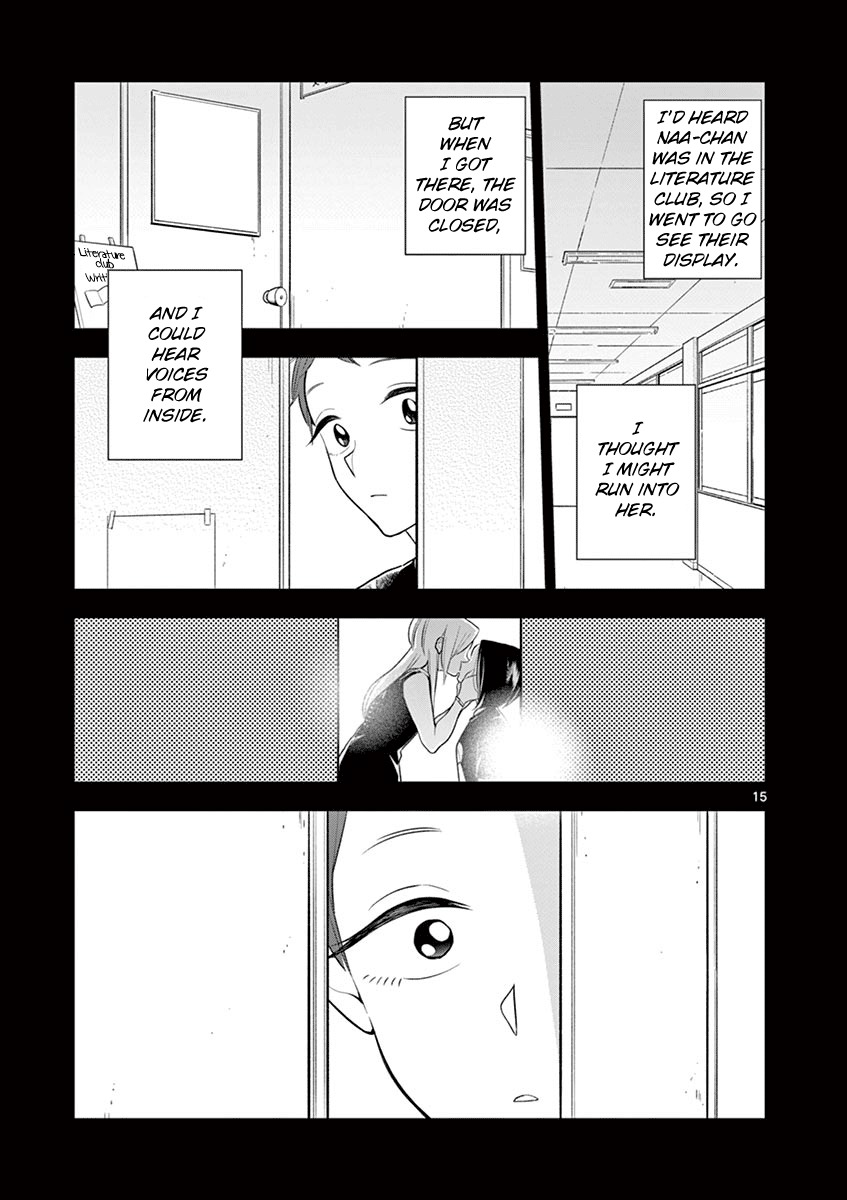 I'D HEARD
NAA-CHAN
WAS IN THE
LITERATURE
CLUB, SO I
WENT TO GO
SEE THEIR
DISPLAY.
I
THOUGHT
I MIGHT
RUN INTO
HER.
BUT
WHEN
I GOT
THERE, THE
DOOR WAS
CLOSED,
Literature
club
AND I
COULD
HEAR
VOICES
FROM
INSIDE.
15